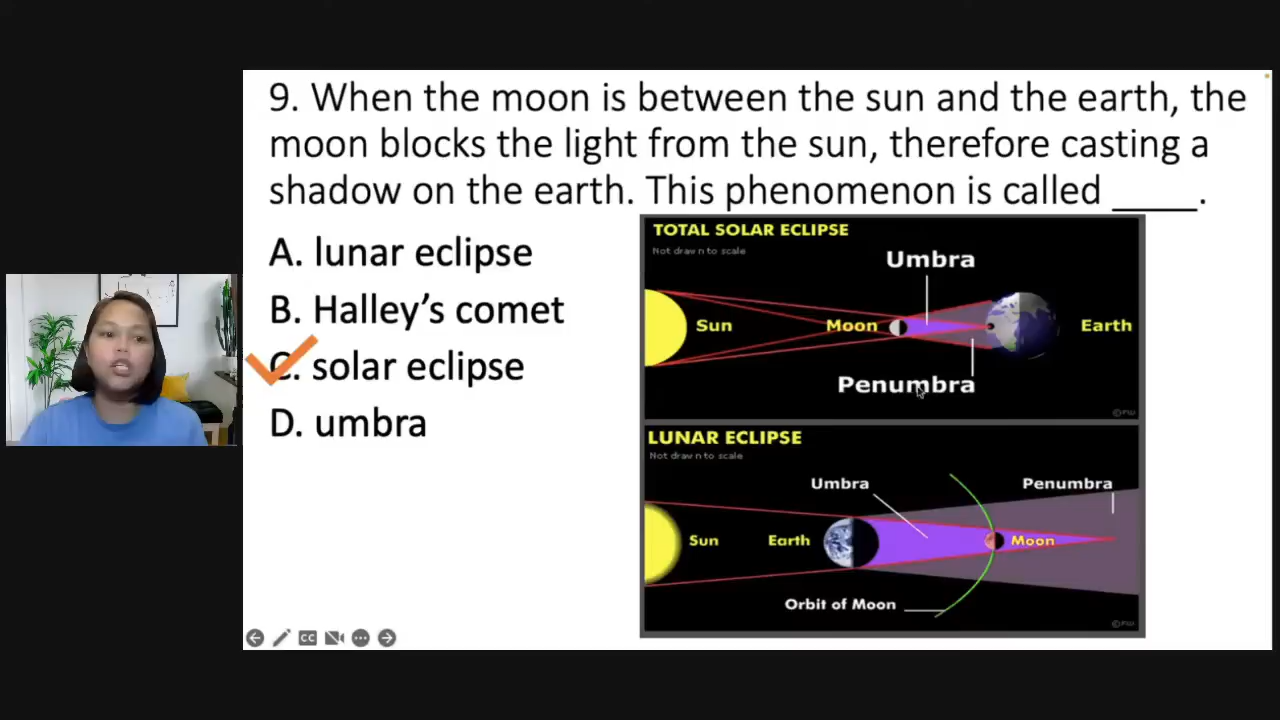 9. When the moon is between the sun and the earth, the
moon blocks the light from the sun, therefore casting a
shadow on the earth. This phenomenon is called ____.
A. lunar eclipse
B. Halley’s comet
C. solar eclipse
D. umbra
TOTAL SOLAR ECLIPSE
Not drawn to scale
Umbra
Sun
Moon
Earth
Penumbra
LUNAR ECLIPSE
Not drawn to scale
Umbra
Penumbra
Sun
Earth
Moon
Orbit of Moon
CC